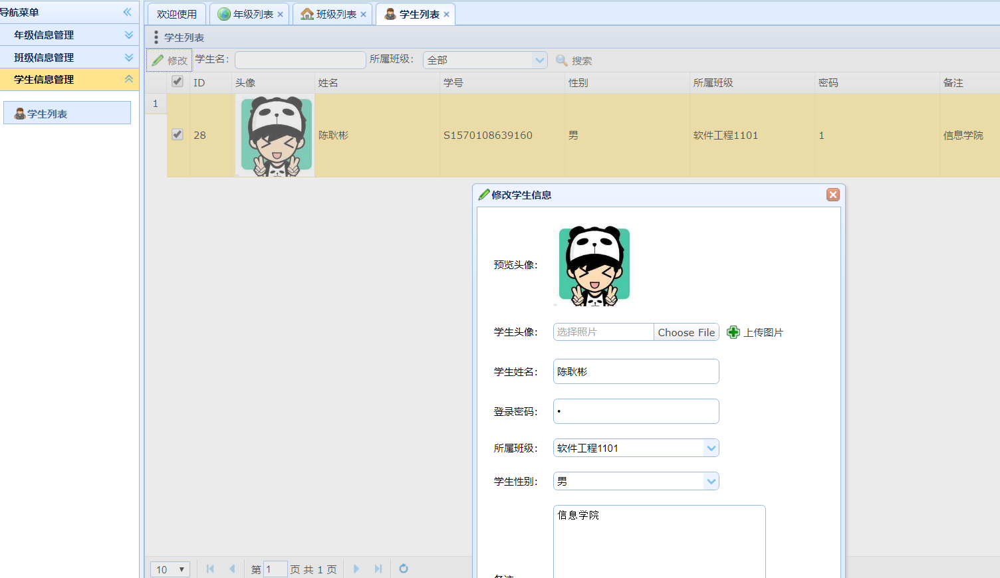 导航菜单
年级信息管理
班级信息管理
学生信息管理
学生列表
欢迎使用 年级列表 班级列表 学生列表
学生列表
修改 学生名： 所属班级： 全部 搜索
ID 头像 姓名 学号 性别 所属班级 密码 备注
1
28 陈耿彬 S1570108639160 男 软件工程1101 1 信息学院
修改学生信息
预览头像：
学生头像： 选择照片 Choose File 上传图片
学生姓名： 陈耿彬
登录密码： •
所属班级： 软件工程1101
学生性别： 男
信息学院
10 第 1 页 共 1 页